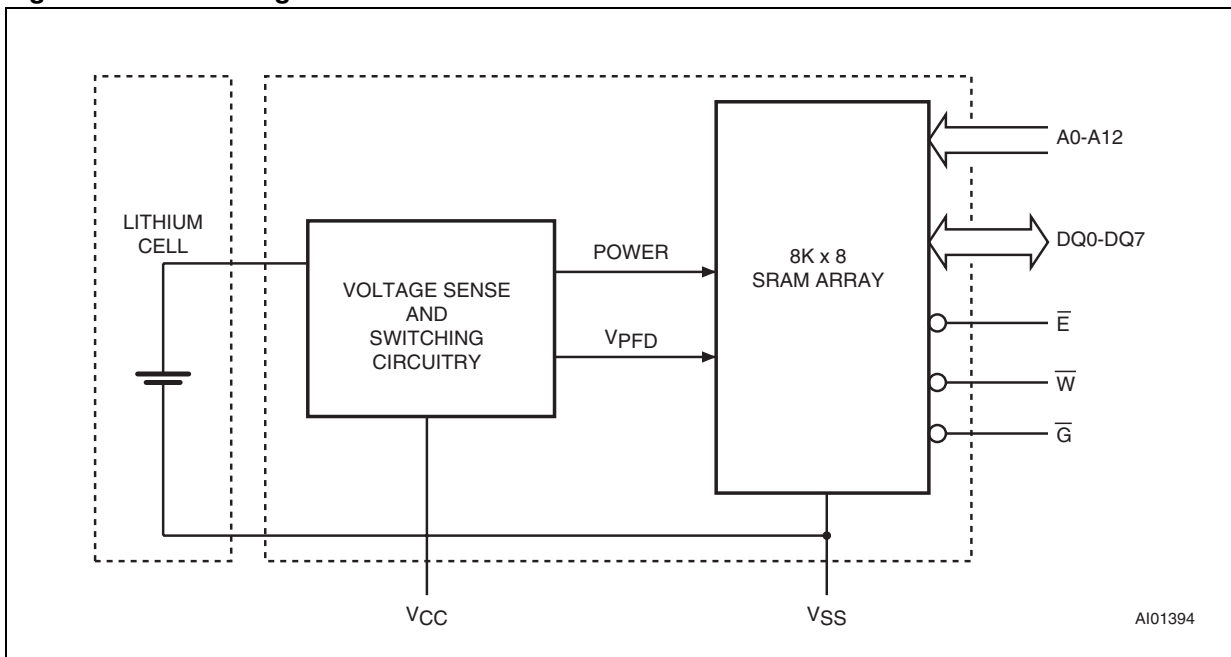 LITHIUM
CELL
VOLTAGE SENSE
AND
SWITCHING
CIRCUITRY
POWER
VPFD
8K x 8
SRAM ARRAY
A0-A12
DQ0-DQ7
E̅
W̅
G̅
VCC
VSS
AI01394